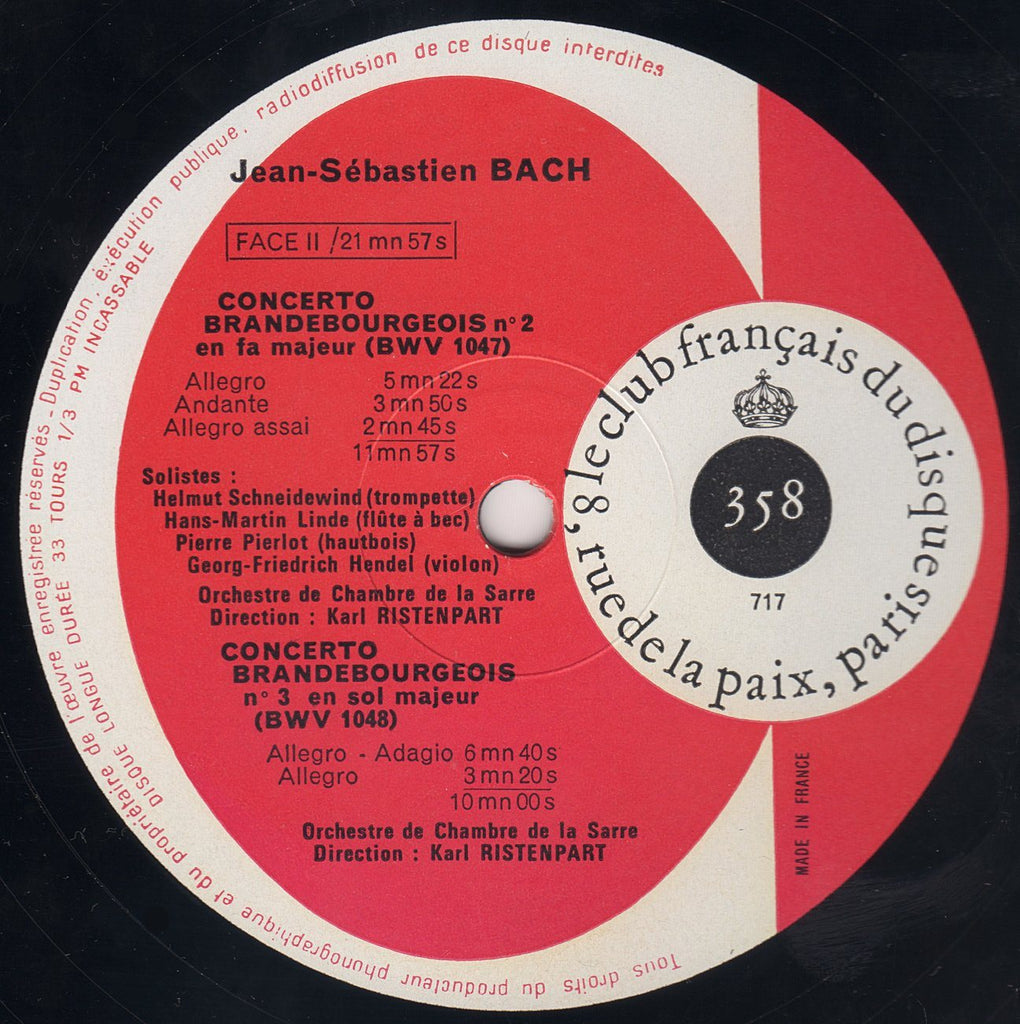 Jean-Sébastien BACH
FACE II / 21 mn 57 s
CONCERTO
BRANDEBOURGEOIS n° 2
en fa majeur (BWV 1047)
Allegro 5 mn 22 s
Andante 3 mn 50 s
Allegro assai 2 mn 45 s
11 mn 57 s
Solistes :
Helmut Schneidewind (trompette)
Hans-Martin Linde (flûte à bec)
Pierre Pierlot (hautbois)
Georg-Friedrich Hendel (violon)
Orchestre de Chambre de la Sarre
Direction : Karl RISTENPART
CONCERTO
BRANDEBOURGEOIS
n° 3 en sol majeur
(BWV 1048)
Allegro - Adagio 6 mn 40 s
Allegro 3 mn 20 s
10 mn 00 s
Orchestre de Chambre de la Sarre
Direction : Karl RISTENPART
le club français du disque
8, rue de la paix, paris
358
717
MADE IN FRANCE
Tous droits du producteur phonographique et du propriétaire de l'œuvre enregistrée réservés - Duplication, exécution publique, radiodiffusion de ce disque interdites
DISQUE LONGUE DURÉE 33 TOURS 1/3 PM INCASSABLE